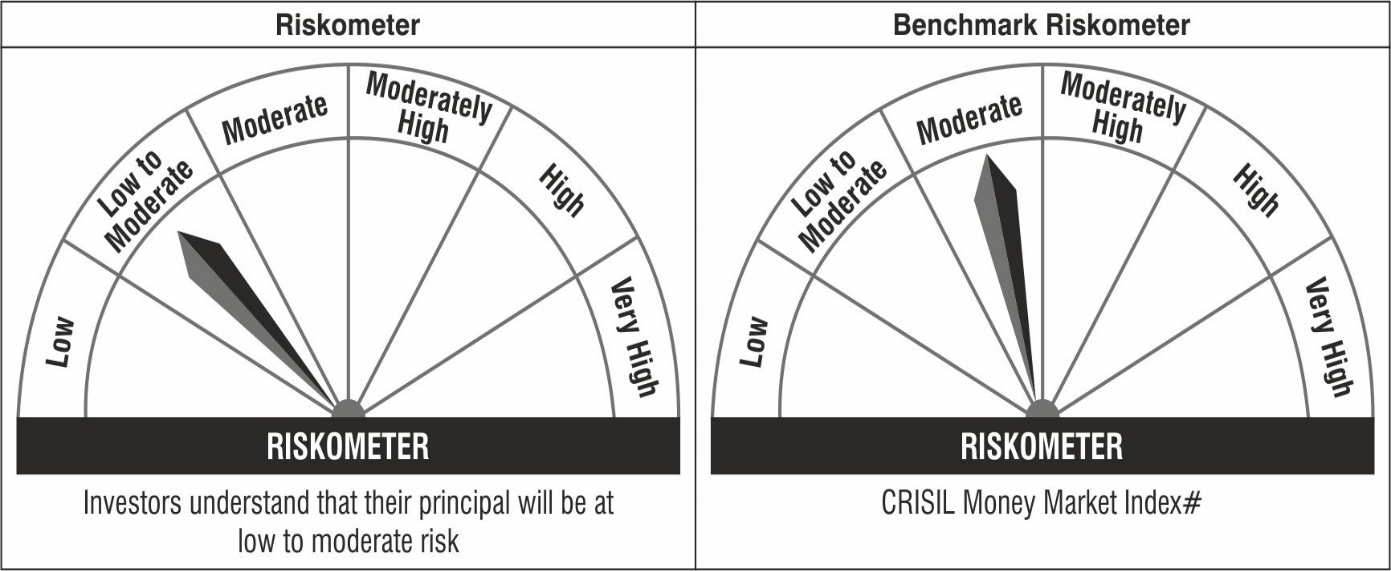 Riskometer
Low
Low to
Moderate
Moderate
Moderately
High
High
Very High
RISKOMETER
Investors understand that their principal will be at
low to moderate risk
Benchmark Riskometer
Low
Low to
Moderate
Moderate
Moderately
High
High
Very High
RISKOMETER
CRISIL Money Market Index#